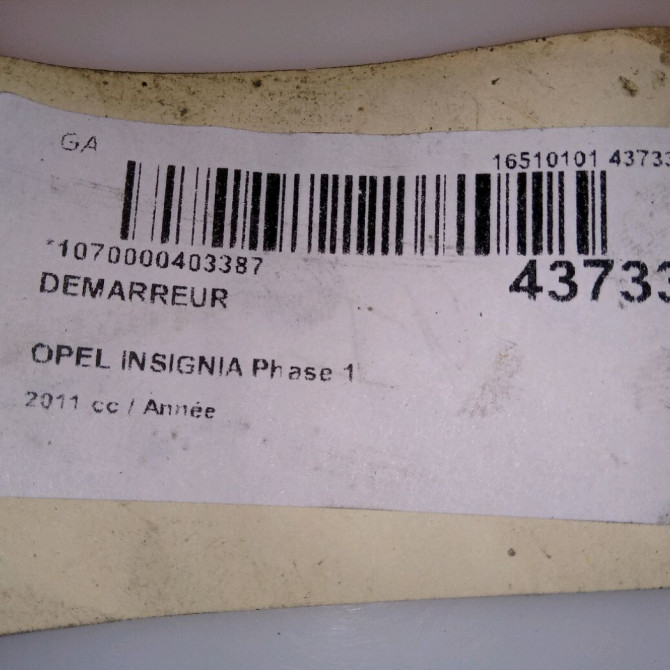 GA
16510101 43733
*1070000403387
43733
DEMARREUR
OPEL INSIGNIA Phase 1
2011 cc / Année